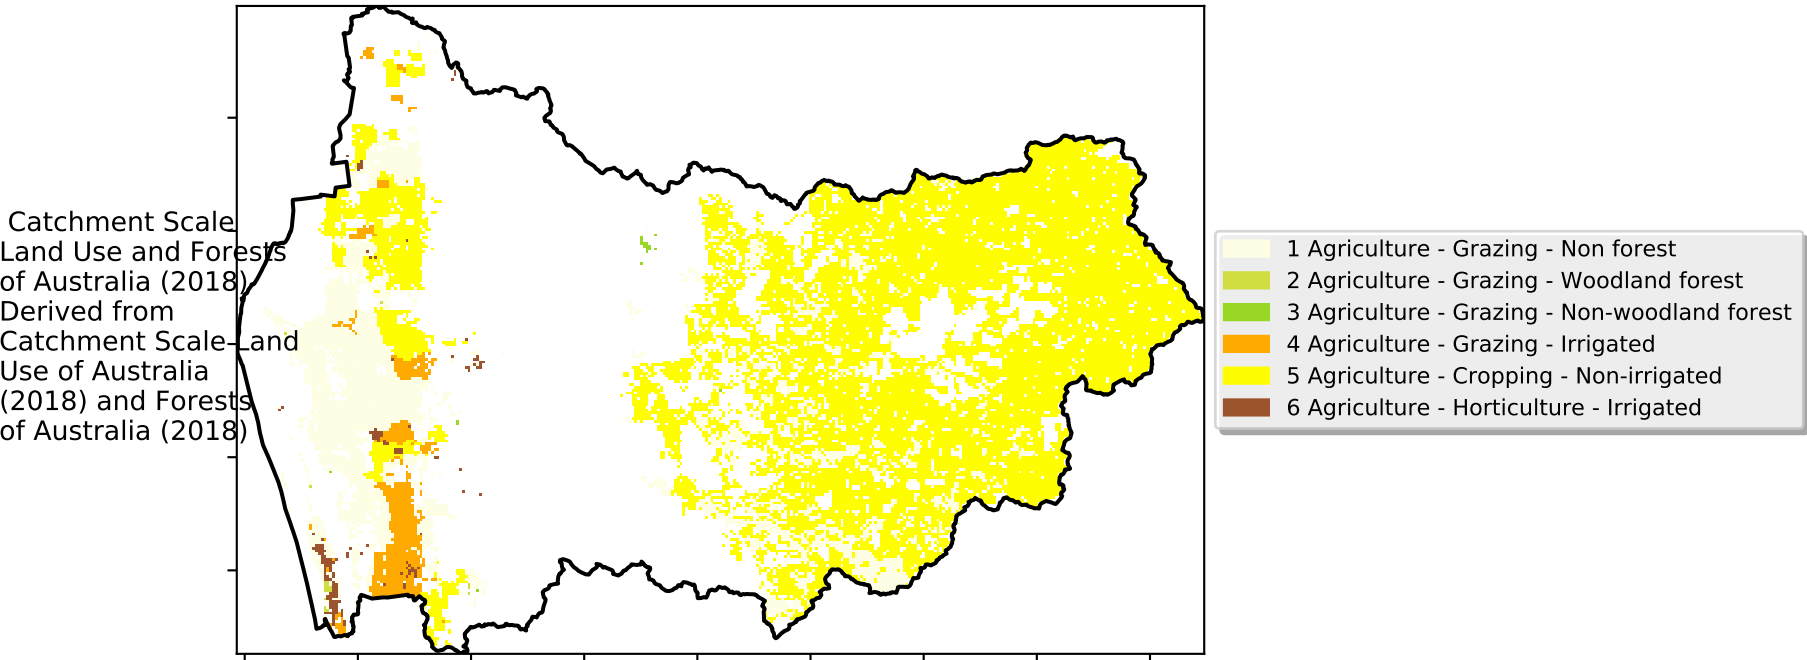 Catchment Scale
Land Use and Forests
of Australia (2018)
Derived from
Catchment Scale Land
Use of Australia
(2018) and Forests
of Australia (2018)
1 Agriculture - Grazing - Non forest
2 Agriculture - Grazing - Woodland forest
3 Agriculture - Grazing - Non-woodland forest
4 Agriculture - Grazing - Irrigated
5 Agriculture - Cropping - Non-irrigated
6 Agriculture - Horticulture - Irrigated